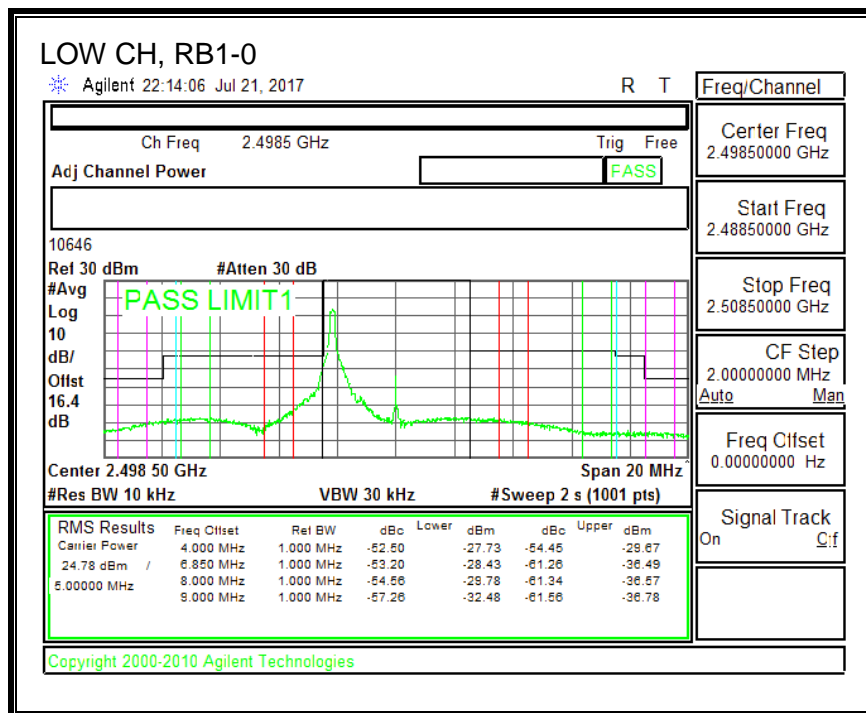 LOW CH, RB1-0
Agilent 22:14:06 Jul 21, 2017 R T
Freq/Channel
Ch Freq 2.4985 GHz Trig Free
Adj Channel Power PASS
Center Freq
2.49850000 GHz
Start Freq
2.48850000 GHz
Stop Freq
2.50850000 GHz
CF Step
2.00000000 MHz
Auto Man
Freq Offset
0.00000000 Hz
Signal Track
On Off
10646
Ref 30 dBm #Atten 30 dB
#Avg
Log
10
dB/
Offst
16.4
dB
PASS LIMIT1
Center 2.498 50 GHz Span 20 MHz
#Res BW 10 kHz VBW 30 kHz #Sweep 2 s (1001 pts)
RMS Results Freq Offset Ref BW dBc Lower dBm dBc Upper dBm
Carrier Power 4.000 MHz 1.000 MHz -52.50 -27.73 -54.45 -29.67
24.78 dBm / 6.850 MHz 1.000 MHz -53.20 -28.43 -61.26 -36.49
5.00000 MHz 8.000 MHz 1.000 MHz -54.56 -29.78 -61.34 -36.57
9.000 MHz 1.000 MHz -57.26 -32.48 -61.56 -36.78
Copyright 2000-2010 Agilent Technologies